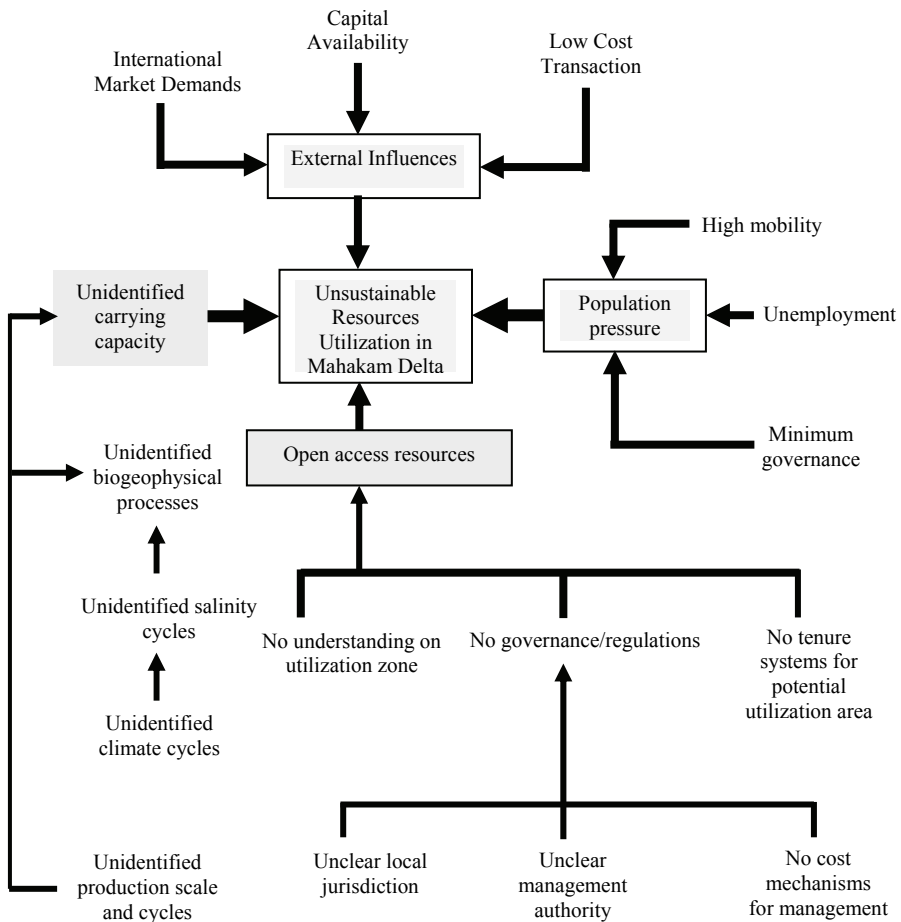 Capital
Availability
International
Market Demands
Low Cost
Transaction
External Influences
High mobility
Unidentified
carrying
capacity
Unsustainable
Resources
Utilization in
Mahakam Delta
Population
pressure
Unemployment
Open access resources
Minimum
governance
Unidentified
biogeophysical
processes
Unidentified salinity
cycles
No understanding on
utilization zone
No governance/regulations
No tenure
systems for
potential
utilization area
Unidentified
climate cycles
Unidentified
production scale
and cycles
Unclear local
jurisdiction
Unclear
management
authority
No cost
mechanisms
for management